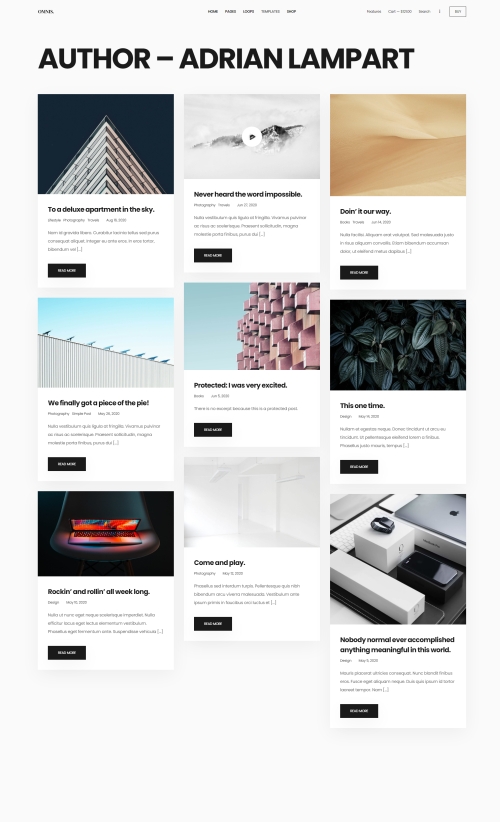 OMNIS.
HOME PAGES LOOPS TEMPLATES SHOP
Features Cart — £0.00 Search BUY
AUTHOR – ADRIAN LAMPART
To a deluxe apartment in the sky.
Lifestyle Photography Travels Aug 19, 2020
Nam id gravida libero. Curabitur lacinia tellus sed purus
consequat aliquet. Integer eu ante eros. In eros tortor,
bibendum vel [...]
READ MORE
We finally got a piece of the pie!
Photography Simple Post May 26, 2020
Nulla vestibulum quis ligula at fringilla. Vivamus pulvinar
ac risus ac scelerisque. Praesent sollicitudin, magna
molestie porta finibus, purus dui [...]
READ MORE
Rockin’ and rollin’ all week long.
Design May 15, 2020
Nulla ut nunc eget neque scelerisque imperdiet. Nulla
efficitur lacus eget lectus elementum vestibulum.
Phasellus eget fermentum ante. Suspendisse vehicula [...]
READ MORE
Never heard the word impossible.
Photography Travels Jun 27, 2020
Nulla vestibulum quis ligula at fringilla. Vivamus pulvinar
ac risus ac scelerisque. Praesent sollicitudin, magna
molestie porta finibus, purus dui [...]
READ MORE
Protected: I was very excited.
Books Jun 5, 2020
There is no excerpt because this is a protected post.
READ MORE
Come and play.
Photography May 12, 2020
Phasellus sed interdum turpis. Pellentesque quis nibh
bibendum arcu viverra malesuada. Vestibulum ante
ipsum primis in faucibus orci luctus et [...]
READ MORE
Doin’ it our way.
Books Travels Jun 14, 2020
Nulla facilisi. Aliquam erat volutpat. Sed malesuada justo
in risus aliquam convallis. Etiam bibendum accumsan
dolor, ut eleifend metus dapibus [...]
READ MORE
This one time.
Design May 14, 2020
Nullam et egestas neque. Donec tincidunt ut arcu eu
tincidunt. Sit pellentesque eleifend lorem a finibus.
Phasellus justo mauris, tempus [...]
READ MORE
Nobody normal ever accomplished
anything meaningful in this world.
Design May 5, 2020
Mauris placerat ultricies consequat. Nunc blandit finibus
eros. Fusce eget aliquam neque. Duis quis ipsum id tortor
laoreet tempor. Etiam [...]
READ MORE